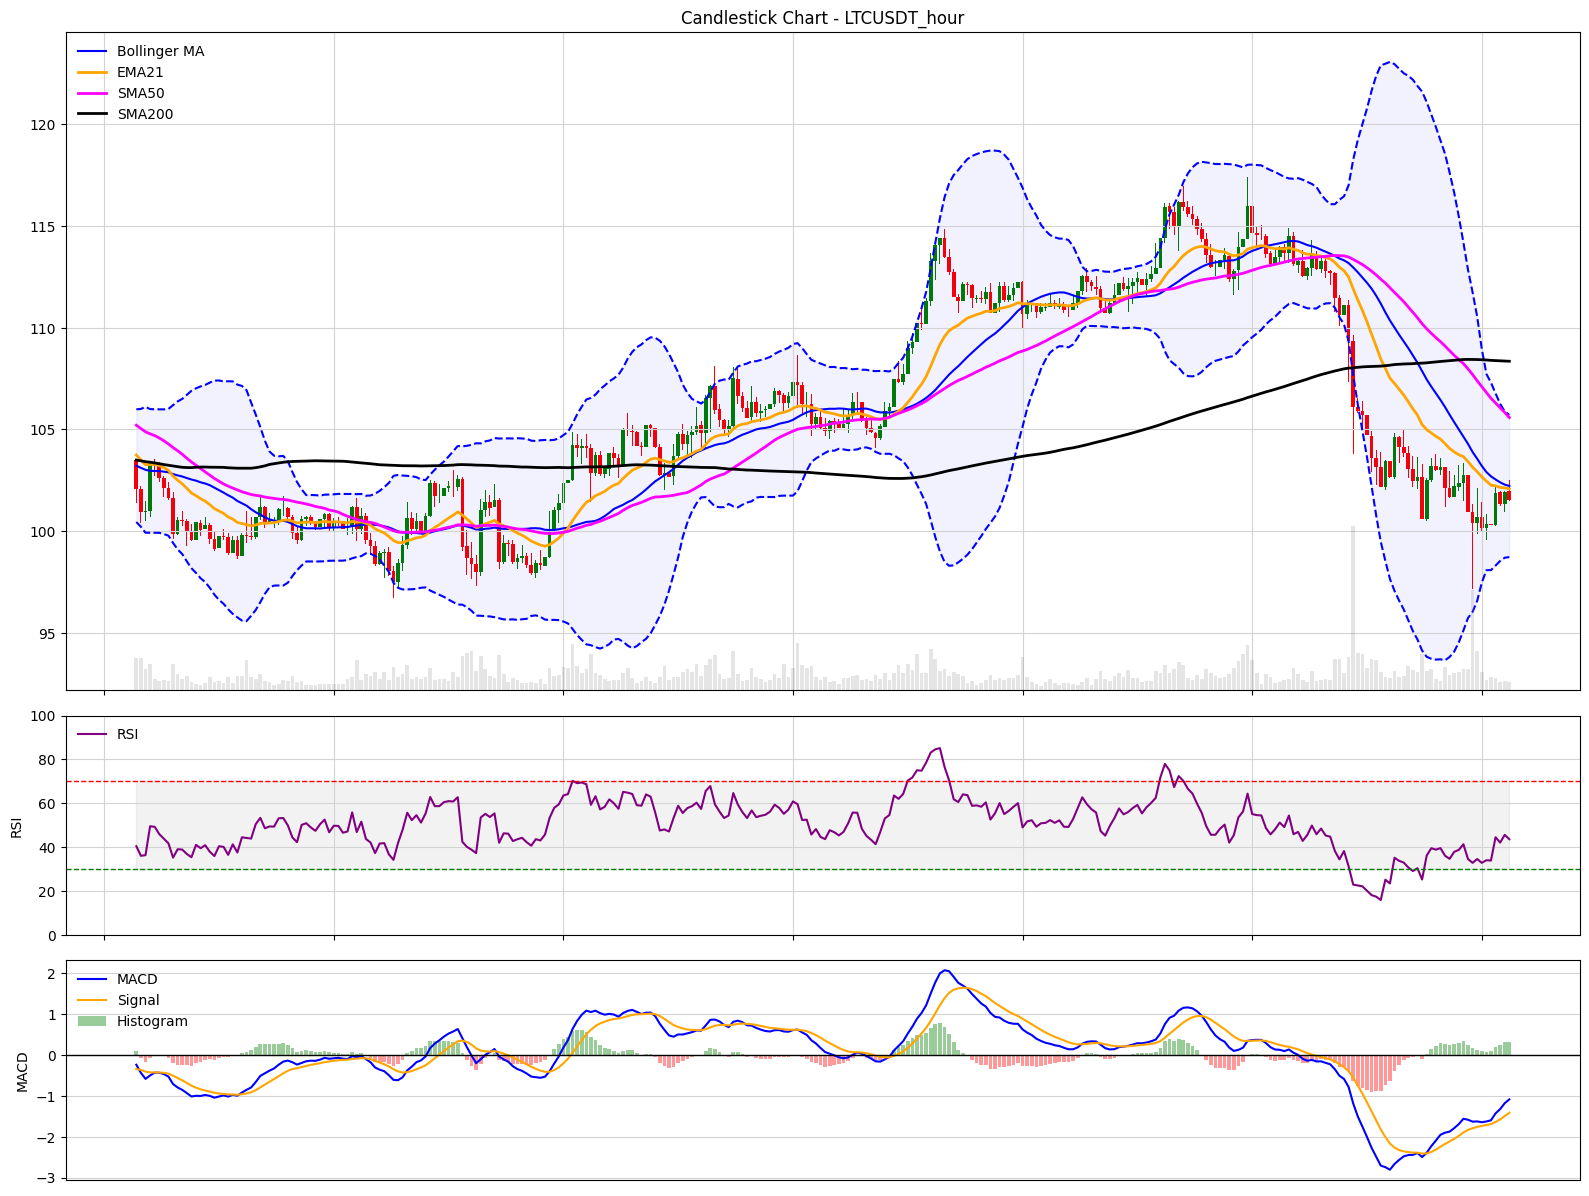 Candlestick Chart - LTCUSDT_hour
Bollinger MA
EMA21
SMA50
SMA200
120
115
110
105
100
95
RSI
100
80
60
40
20
0
RSI
MACD
Signal
Histogram
2
1
0
−1
−2
−3
MACD